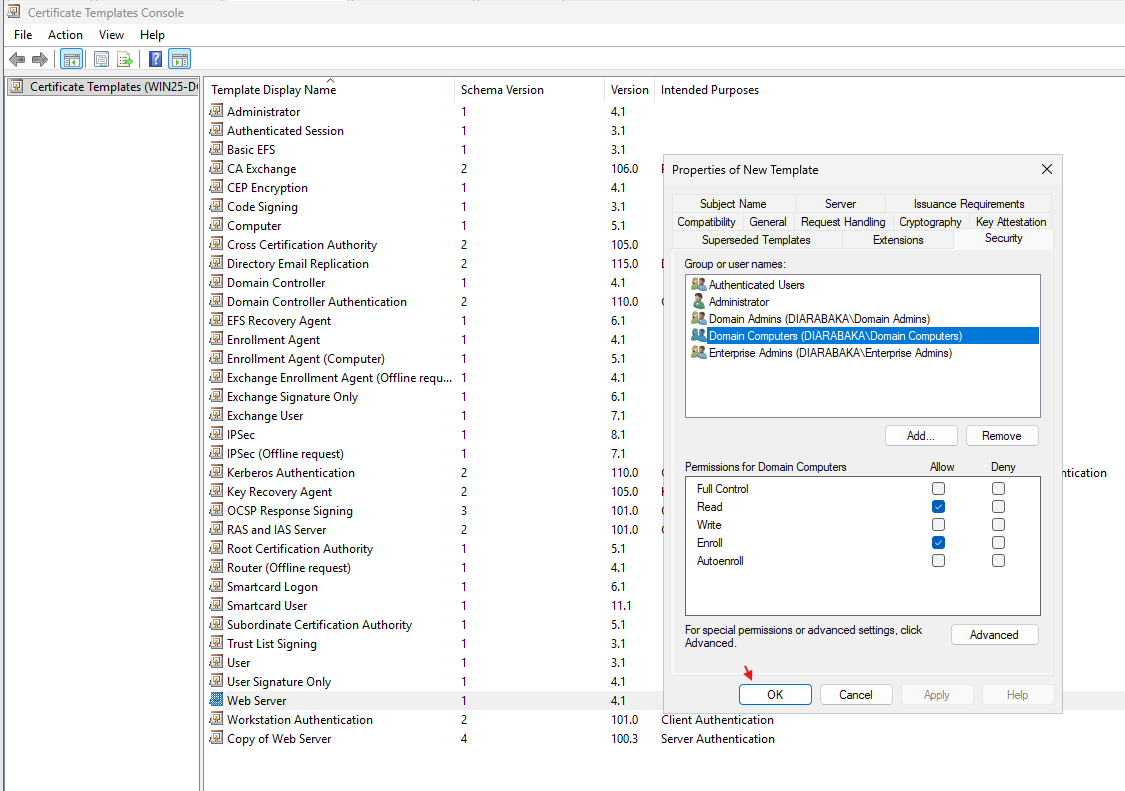 Certificate Templates Console
File Action View Help
Certificate Templates (WIN25-D
Template Display Name Schema Version Version Intended Purposes
Administrator 1 4.1
Authenticated Session 1 3.1
Basic EFS 1 3.1
CA Exchange 2 106.0
CEP Encryption 1 4.1
Code Signing 1 3.1
Computer 1 5.1
Cross Certification Authority 2 105.0
Directory Email Replication 2 115.0
Domain Controller 1 4.1
Domain Controller Authentication 2 110.0
EFS Recovery Agent 1 6.1
Enrollment Agent 1 4.1
Enrollment Agent (Computer) 1 5.1
Exchange Enrollment Agent (Offline requ... 1 4.1
Exchange Signature Only 1 6.1
Exchange User 1 7.1
IPSec 1 8.1
IPSec (Offline request) 1 7.1
Kerberos Authentication 2 110.0 ntication
Key Recovery Agent 2 105.0
OCSP Response Signing 3 101.0
RAS and IAS Server 2 101.0
Root Certification Authority 1 5.1
Router (Offline request) 1 4.1
Smartcard Logon 1 6.1
Smartcard User 1 11.1
Subordinate Certification Authority 1 5.1
Trust List Signing 1 3.1
User 1 3.1
User Signature Only 1 4.1
Web Server 1 4.1
Workstation Authentication 2 101.0 Client Authentication
Copy of Web Server 4 100.3 Server Authentication
Properties of New Template
Subject Name Server Issuance Requirements
Compatibility General Request Handling Cryptography Key Attestation
Superseded Templates Extensions Security
Group or user names:
Authenticated Users
Administrator
Domain Admins (DIARABAKA\Domain Admins)
Domain Computers (DIARABAKA\Domain Computers)
Enterprise Admins (DIARABAKA\Enterprise Admins)
Add... Remove
Permissions for Domain Computers Allow Deny
Full Control
Read
Write
Enroll
Autoenroll
For special permissions or advanced settings, click
Advanced.
Advanced
OK Cancel Apply Help